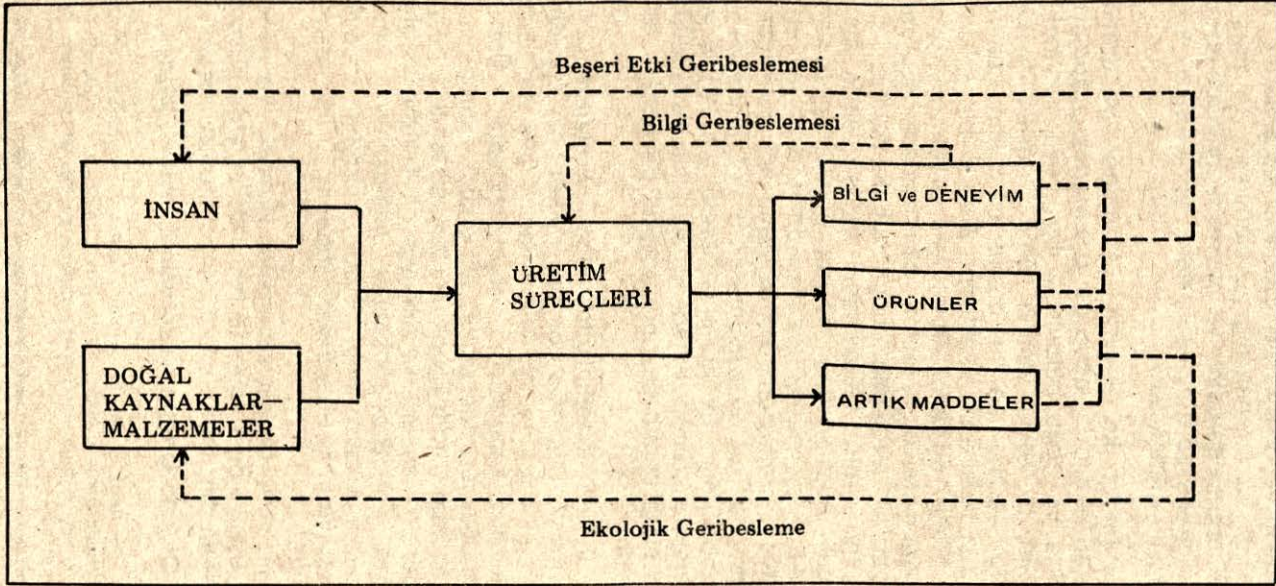 Beşeri Etki Geribeslemesi
Bilgi Geribeslemesi
İNSAN
BİLGİ ve DENEYİM
ÜRETİM
SÜREÇLERİ
ÜRÜNLER
DOĞAL
KAYNAKLAR—
MALZEMELER
ARTIK MADDELER
Ekolojik Geribesleme